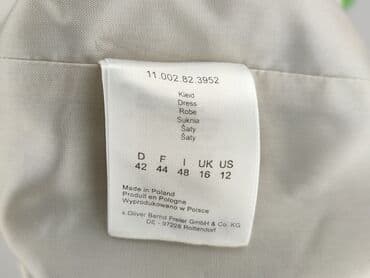 11.002.82.3952
Kleid
Dress
Robe
Suknia
Šaty
Šaty
D F I UK US
42 44 48 16 12
Made in Poland
Produit en Pologne
Wyprodukowano w Polsce
s.Oliver Bernd Freier GmbH & Co. KG
DE - 97228 Rottendorf